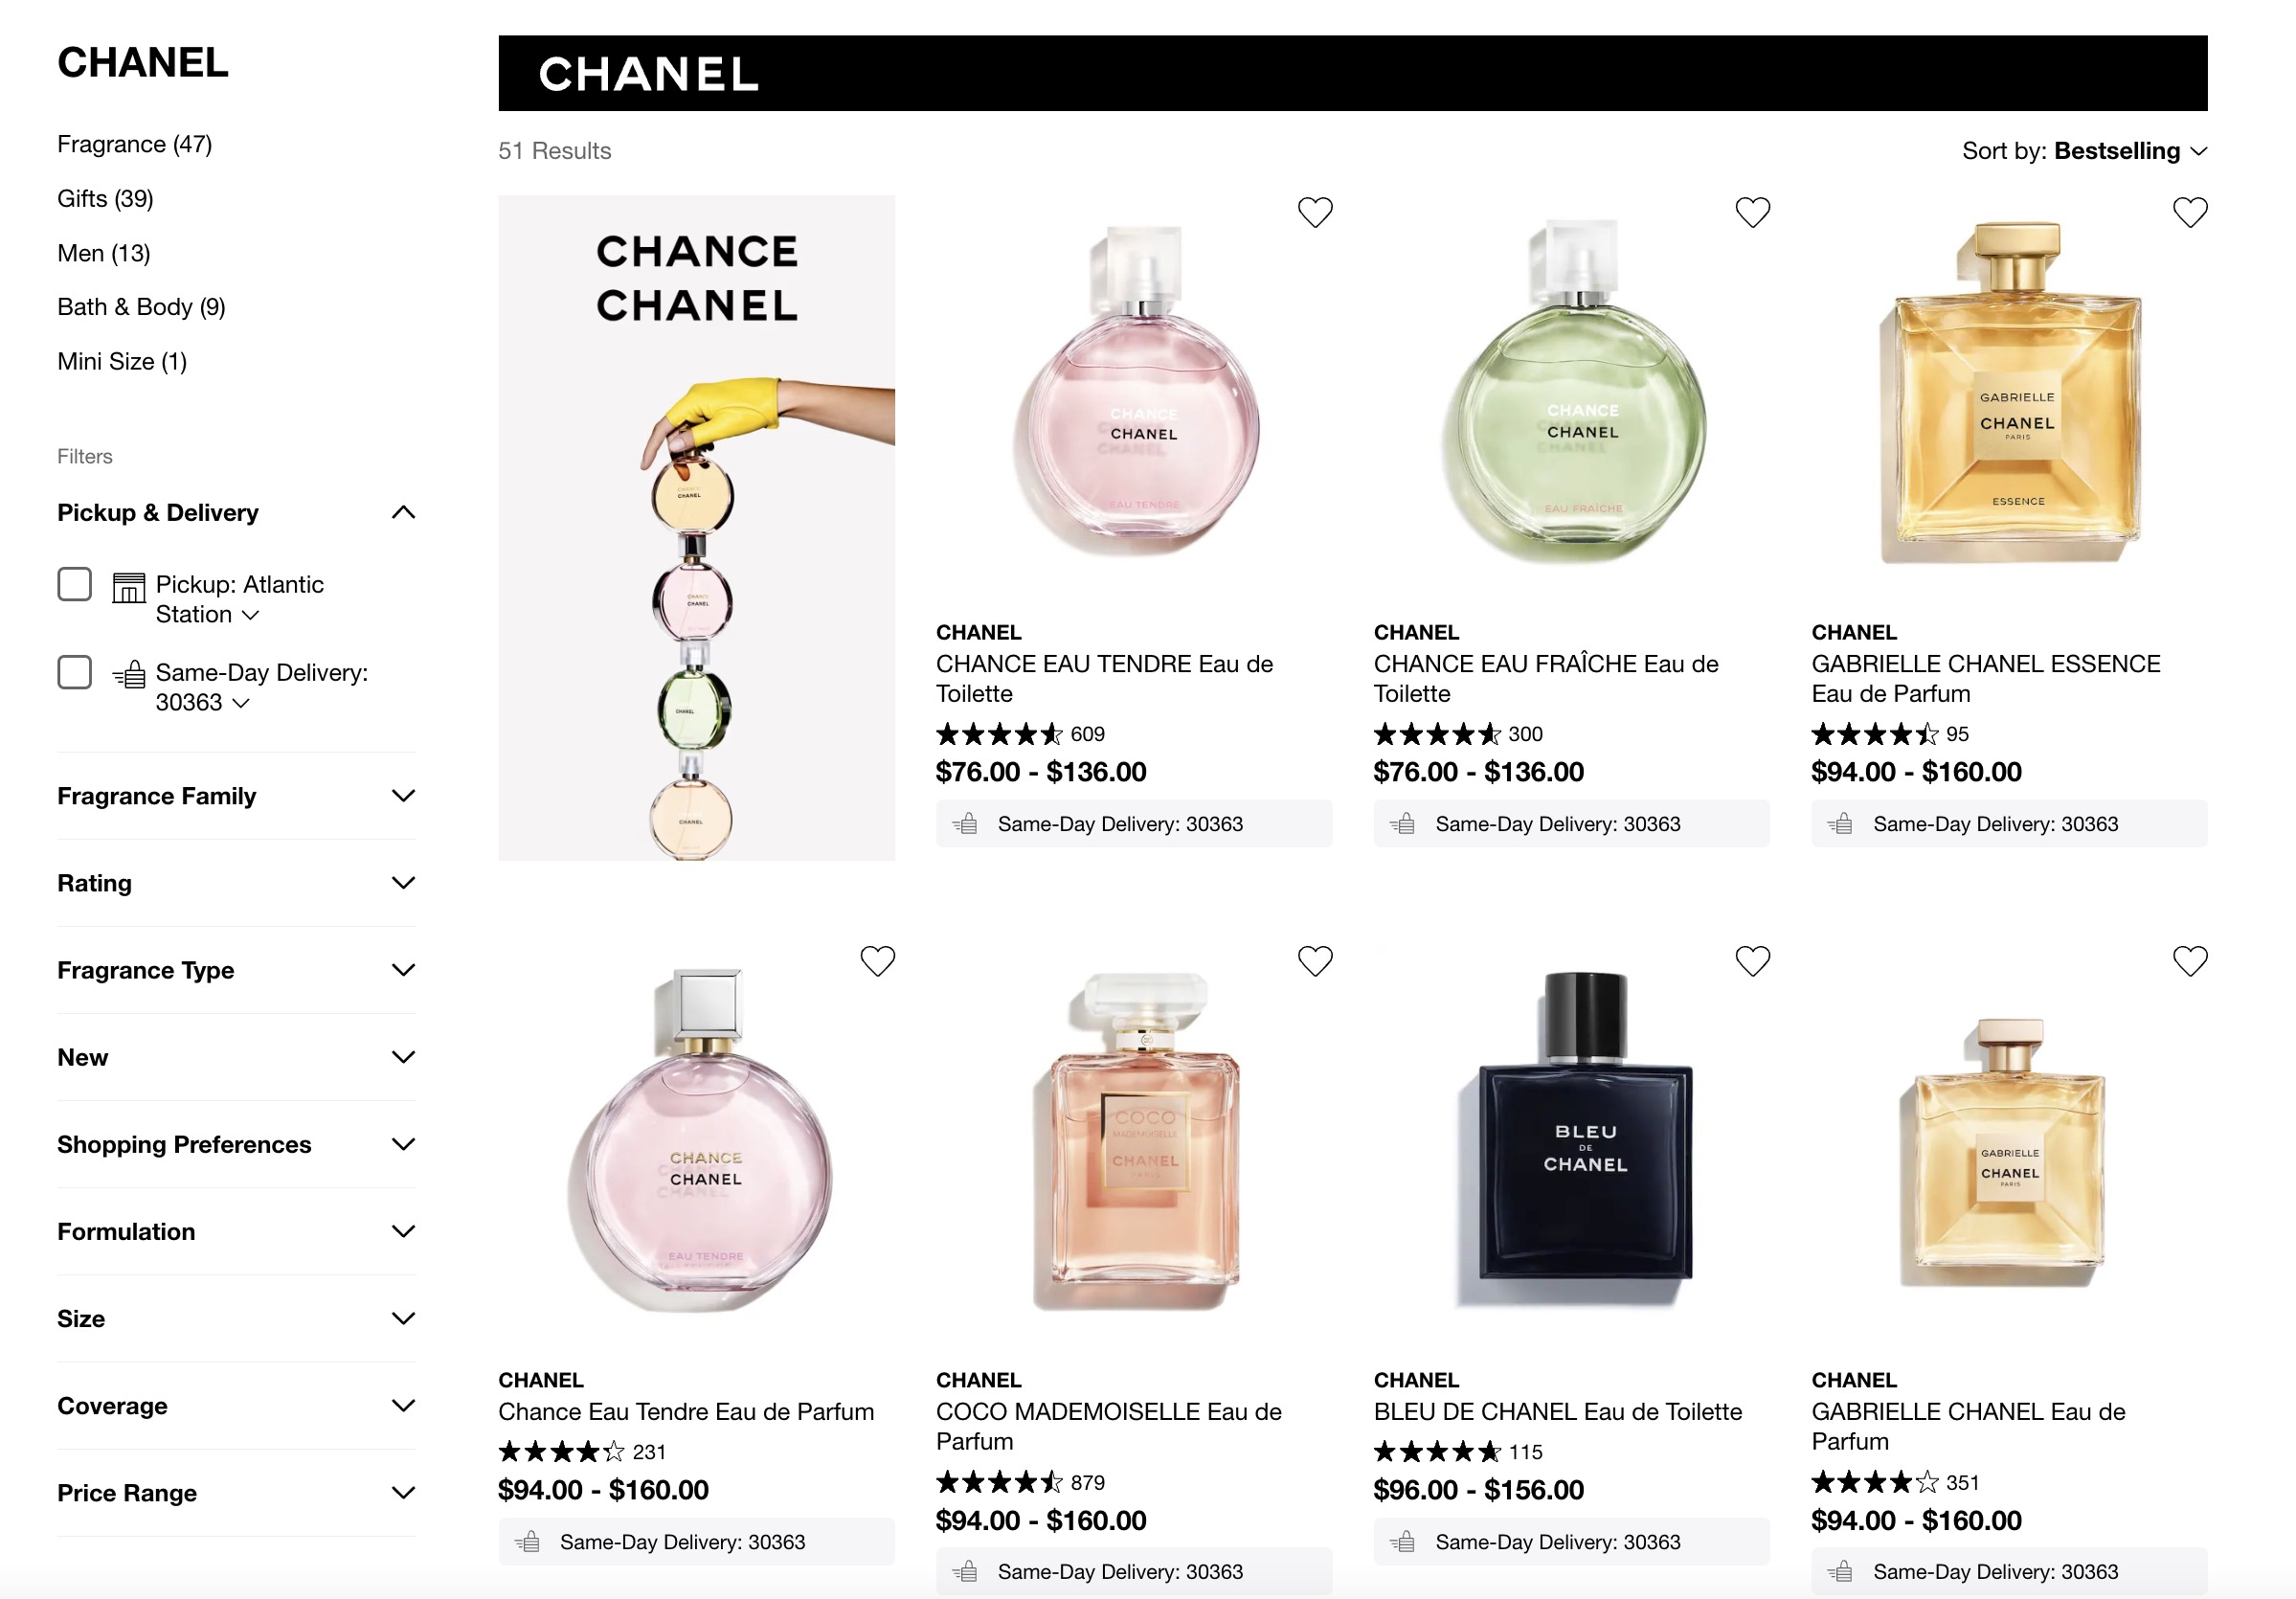 CHANEL
Fragrance (47)
Gifts (39)
Men (13)
Bath & Body (9)
Mini Size (1)
Filters
Pickup & Delivery
Pickup: Atlantic
Station
Same-Day Delivery:
30363
Fragrance Family
Rating
Fragrance Type
New
Shopping Preferences
Formulation
Size
Coverage
Price Range
CHANEL
51 Results
Sort by: Bestselling
CHANCE
CHANEL
CHANEL
CHANEL
CHANEL
CHANEL
CHANCE
CHANEL
EAU TENDRE
CHANEL
CHANCE EAU TENDRE Eau de
Toilette
609
$76.00 - $136.00
Same-Day Delivery: 30363
CHANCE
CHANEL
EAU FRAÎCHE
CHANEL
CHANCE EAU FRAÎCHE Eau de
Toilette
300
$76.00 - $136.00
Same-Day Delivery: 30363
GABRIELLE
CHANEL
PARIS
ESSENCE
CHANEL
GABRIELLE CHANEL ESSENCE
Eau de Parfum
95
$94.00 - $160.00
Same-Day Delivery: 30363
CHANCE
CHANEL
EAU TENDRE
CHANEL
Chance Eau Tendre Eau de Parfum
231
$94.00 - $160.00
Same-Day Delivery: 30363
COCO
MADEMOISELLE
CHANEL
PARIS
CHANEL
COCO MADEMOISELLE Eau de
Parfum
879
$94.00 - $160.00
Same-Day Delivery: 30363
BLEU
DE
CHANEL
CHANEL
BLEU DE CHANEL Eau de Toilette
115
$96.00 - $156.00
Same-Day Delivery: 30363
GABRIELLE
CHANEL
PARIS
CHANEL
GABRIELLE CHANEL Eau de
Parfum
351
$94.00 - $160.00
Same-Day Delivery: 30363